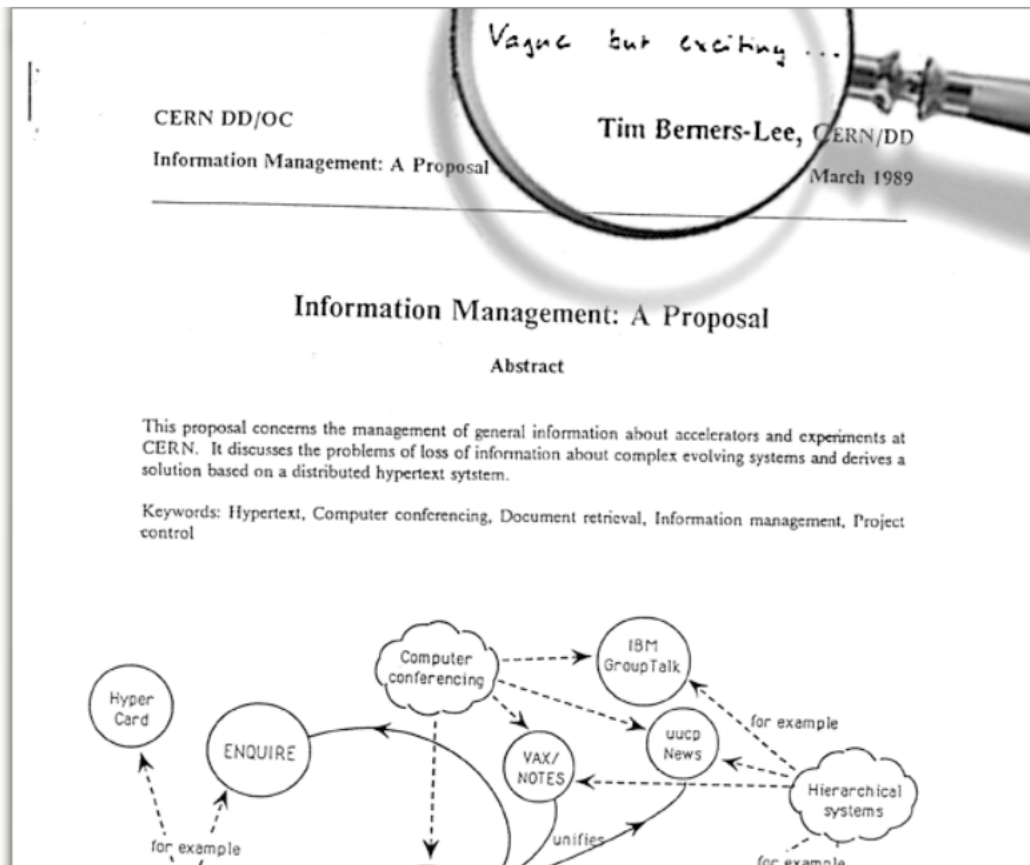 Vague but exciting ...
CERN DD/OC
Tim Berners-Lee, CERN/DD
Information Management: A Proposal
March 1989
Information Management: A Proposal
Abstract
This proposal concerns the management of general information about accelerators and experiments at
CERN. It discusses the problems of loss of information about complex evolving systems and derives a
solution based on a distributed hypertext sytstem.
Keywords: Hypertext, Computer conferencing, Document retrieval, Information management, Project
control
IBM
GroupTalk
Computer
conferencing
Hyper
Card
uucp
News
for example
ENQUIRE
VAX/
NOTES
Hierarchical
systems
unifies
for example
for example